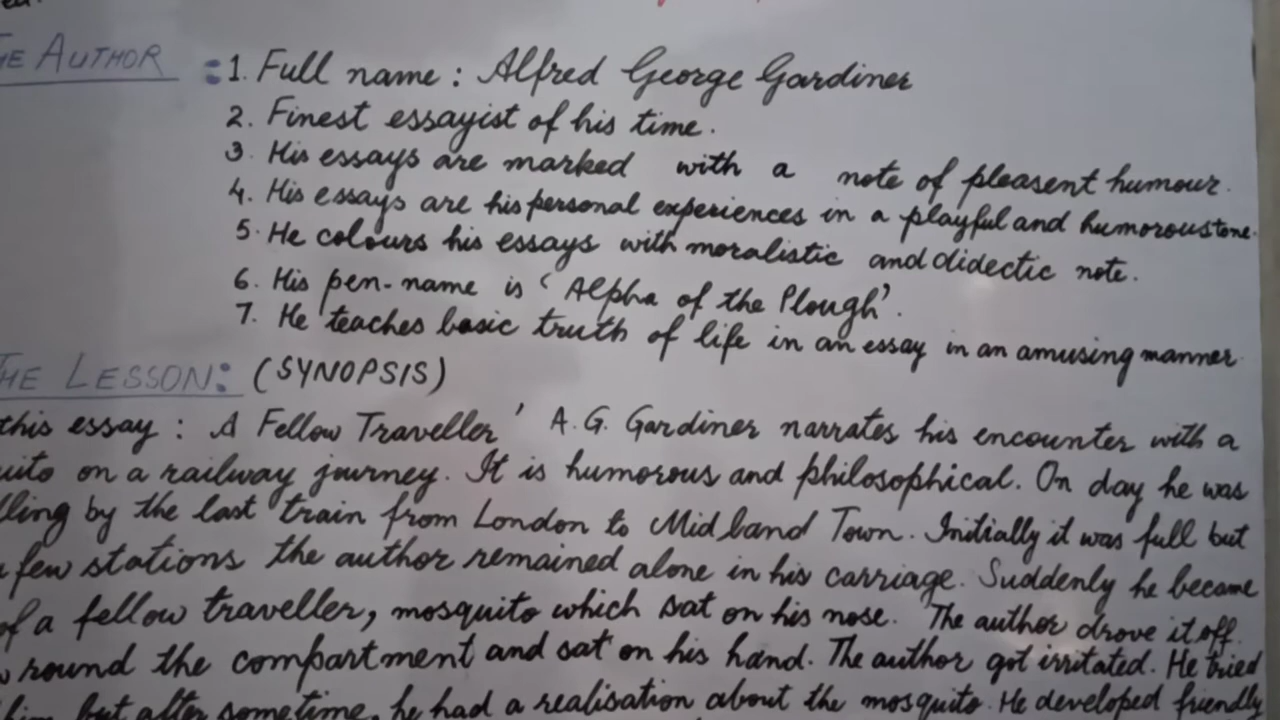 THE AUTHOR : 1. Full name : Alfred George Gardiner
2. Finest essayist of his time.
3. His essays are marked with a note of pleasent humour.
4. His essays are his personal experiences in a playful and humorous tone.
5. He colours his essays with moralistic and didectic note.
6. His pen-name is 'Alpha of the Plough'.
7. He teaches basic truth of life in an essay in an amusing manner
THE LESSON: (SYNOPSIS)
this essay : A Fellow Traveller' A.G. Gardiner narrates his encounter with a
uito on a railway journey. It is humorous and philosophical. On day he was
lling by the last train from London to Midband Town. Initially it was full but
few stations the author remained alone in his carriage. Suddenly he became
of a fellow traveller, mosquito which sat on his nose. The author drove it off.
round the compartment and sat on his hand. The author got irritated. He tried
him, but after sometime, he had a realisation about the mosquito. He developed friendly